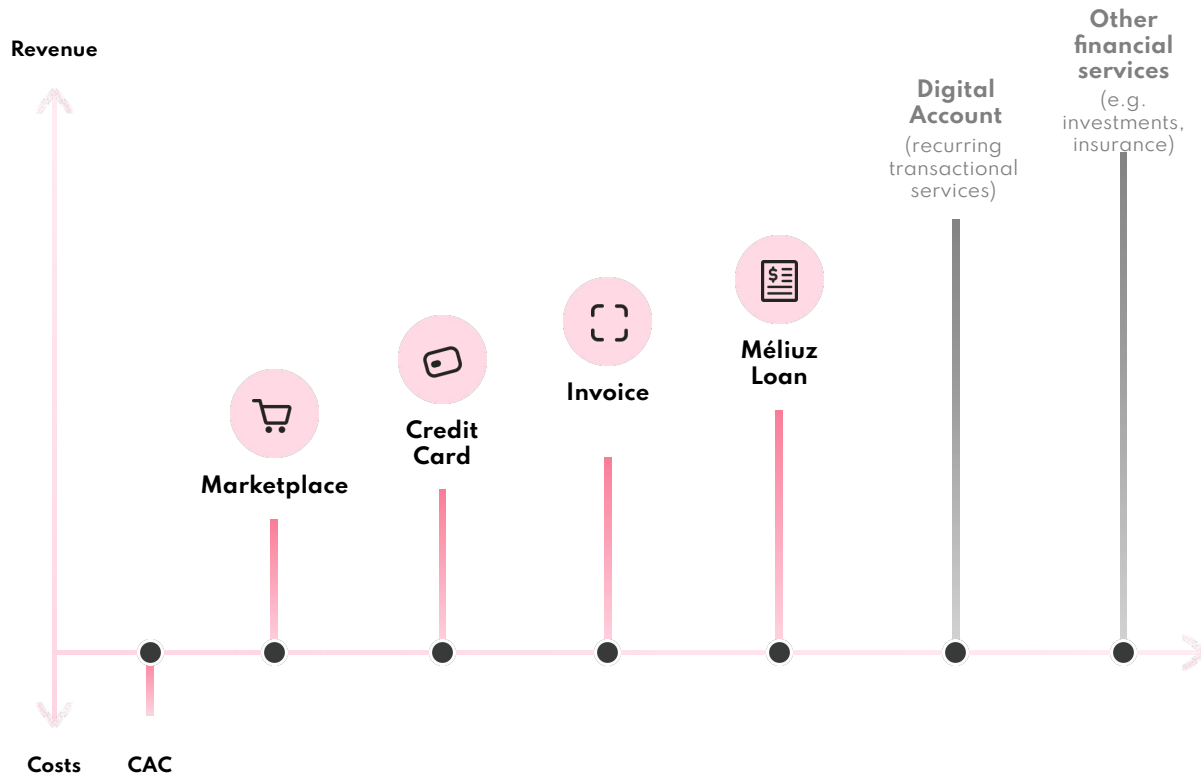 Revenue
Other
financial
services
(e.g.
investments,
insurance)
Digital
Account
(recurring
transactional
services)
$
Méliuz
Loan
Invoice
Credit
Card
Marketplace
Costs
CAC